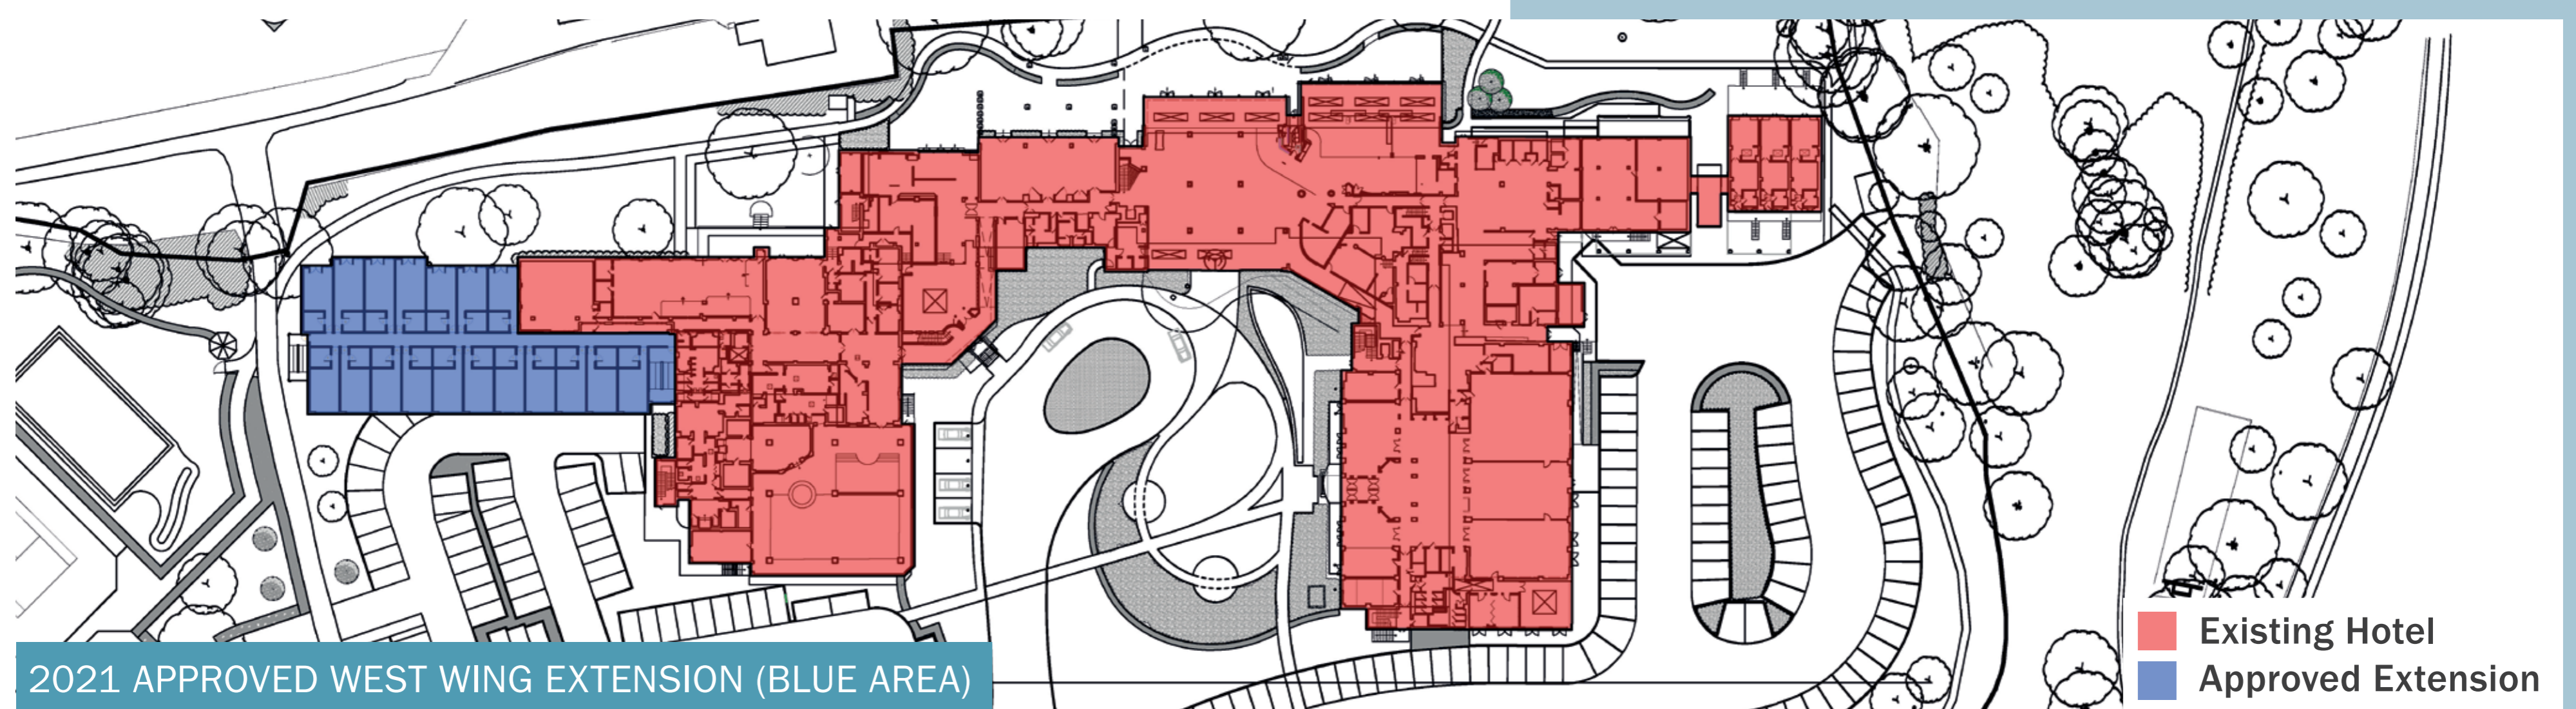 Existing Hotel
Approved Extension
2021 APPROVED WEST WING EXTENSION (BLUE AREA)